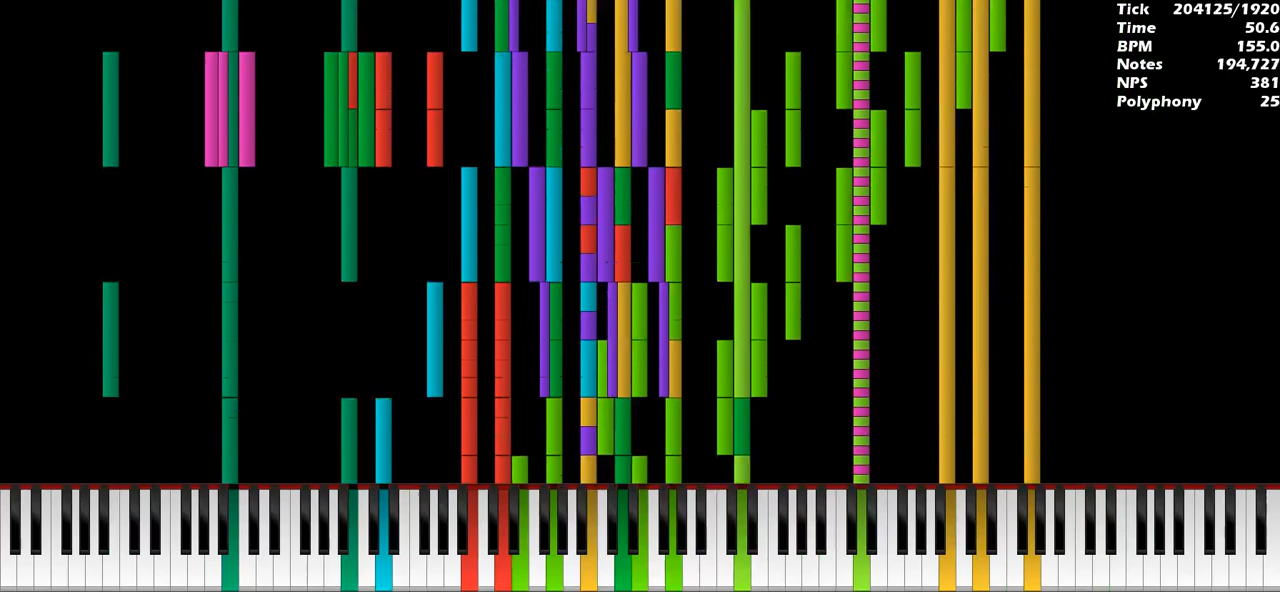 Tick 204125/1920
Time 50.6
BPM 155.0
Notes 194,727
NPS 381
Polyphony 25